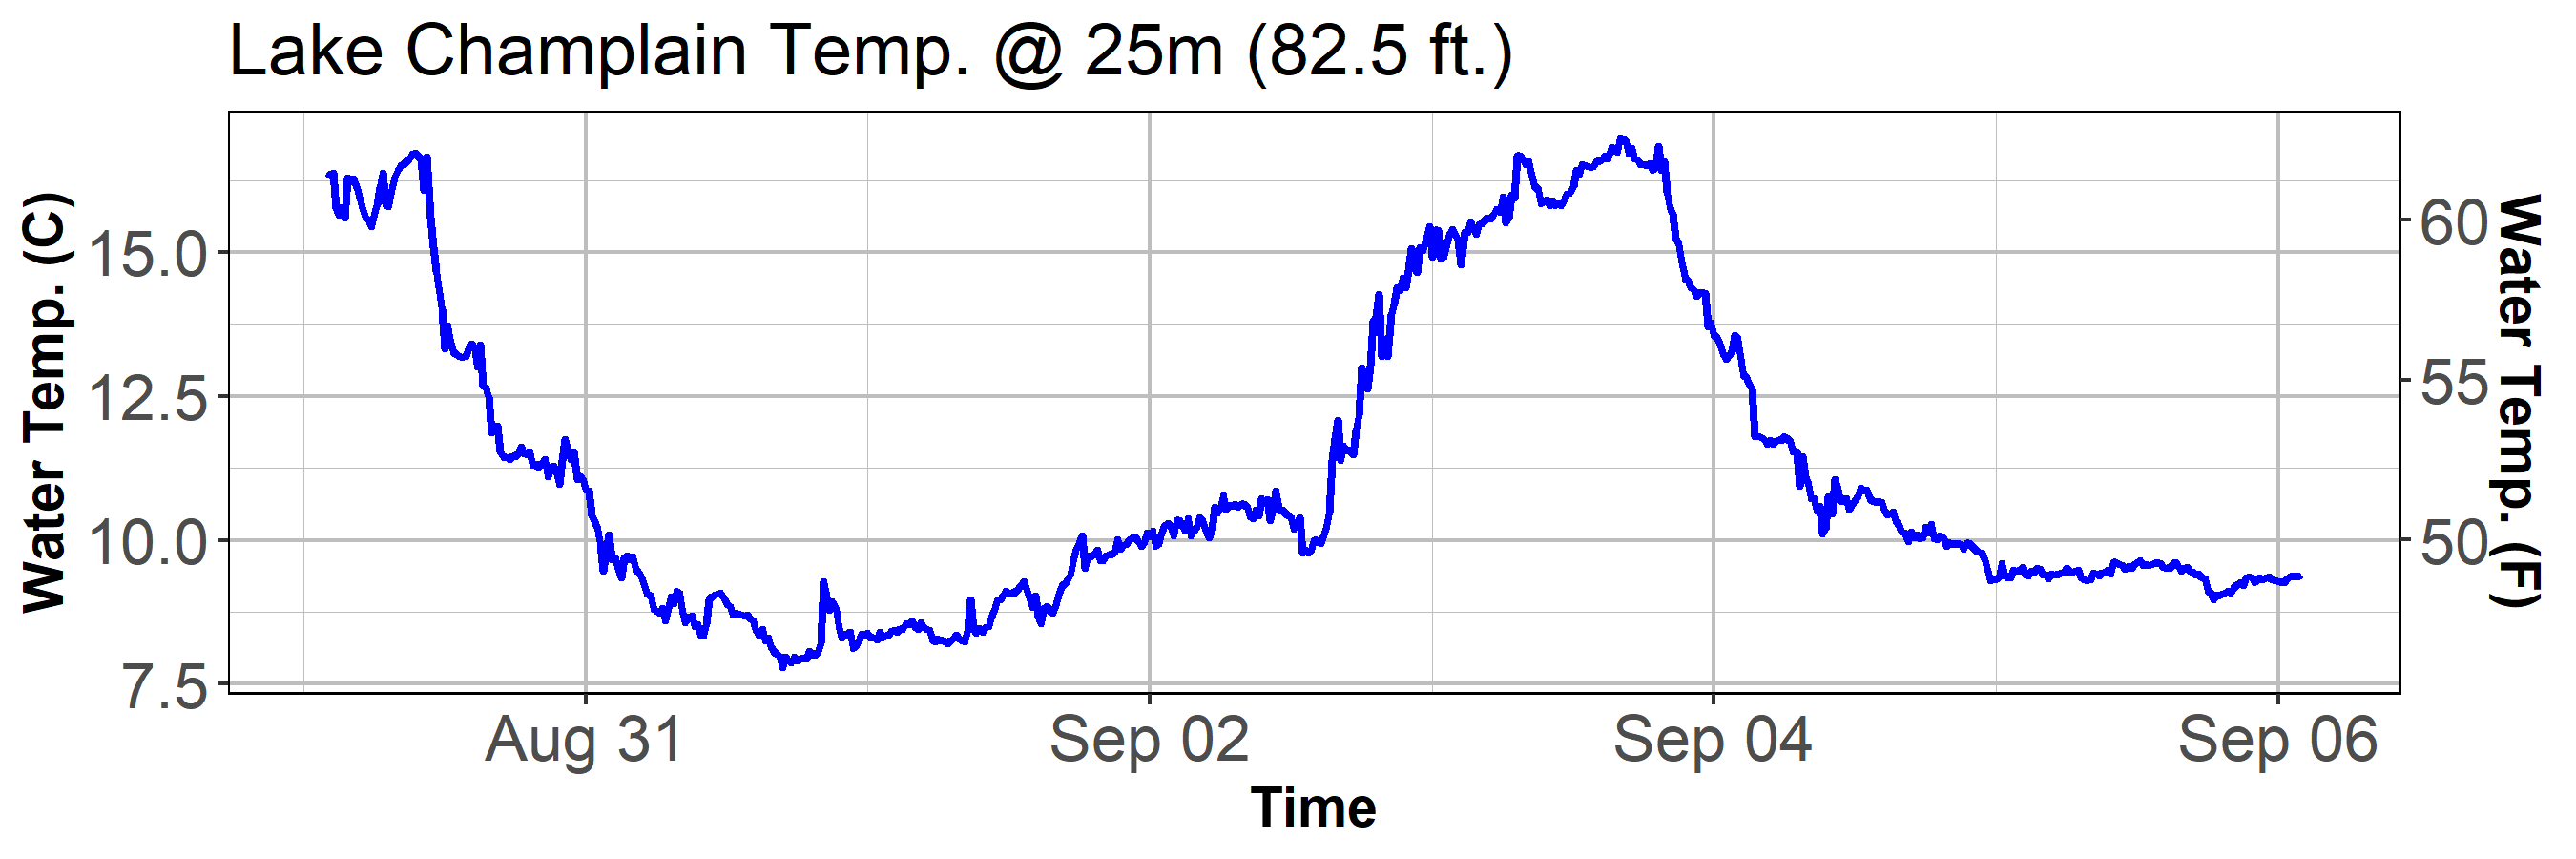 Lake Champlain Temp. @ 25m (82.5 ft.)
Water Temp. (C)
15.0
12.5
10.0
7.5
60
55
50
Water Temp. (F)
Aug 31
Sep 02
Sep 04
Sep 06
Time